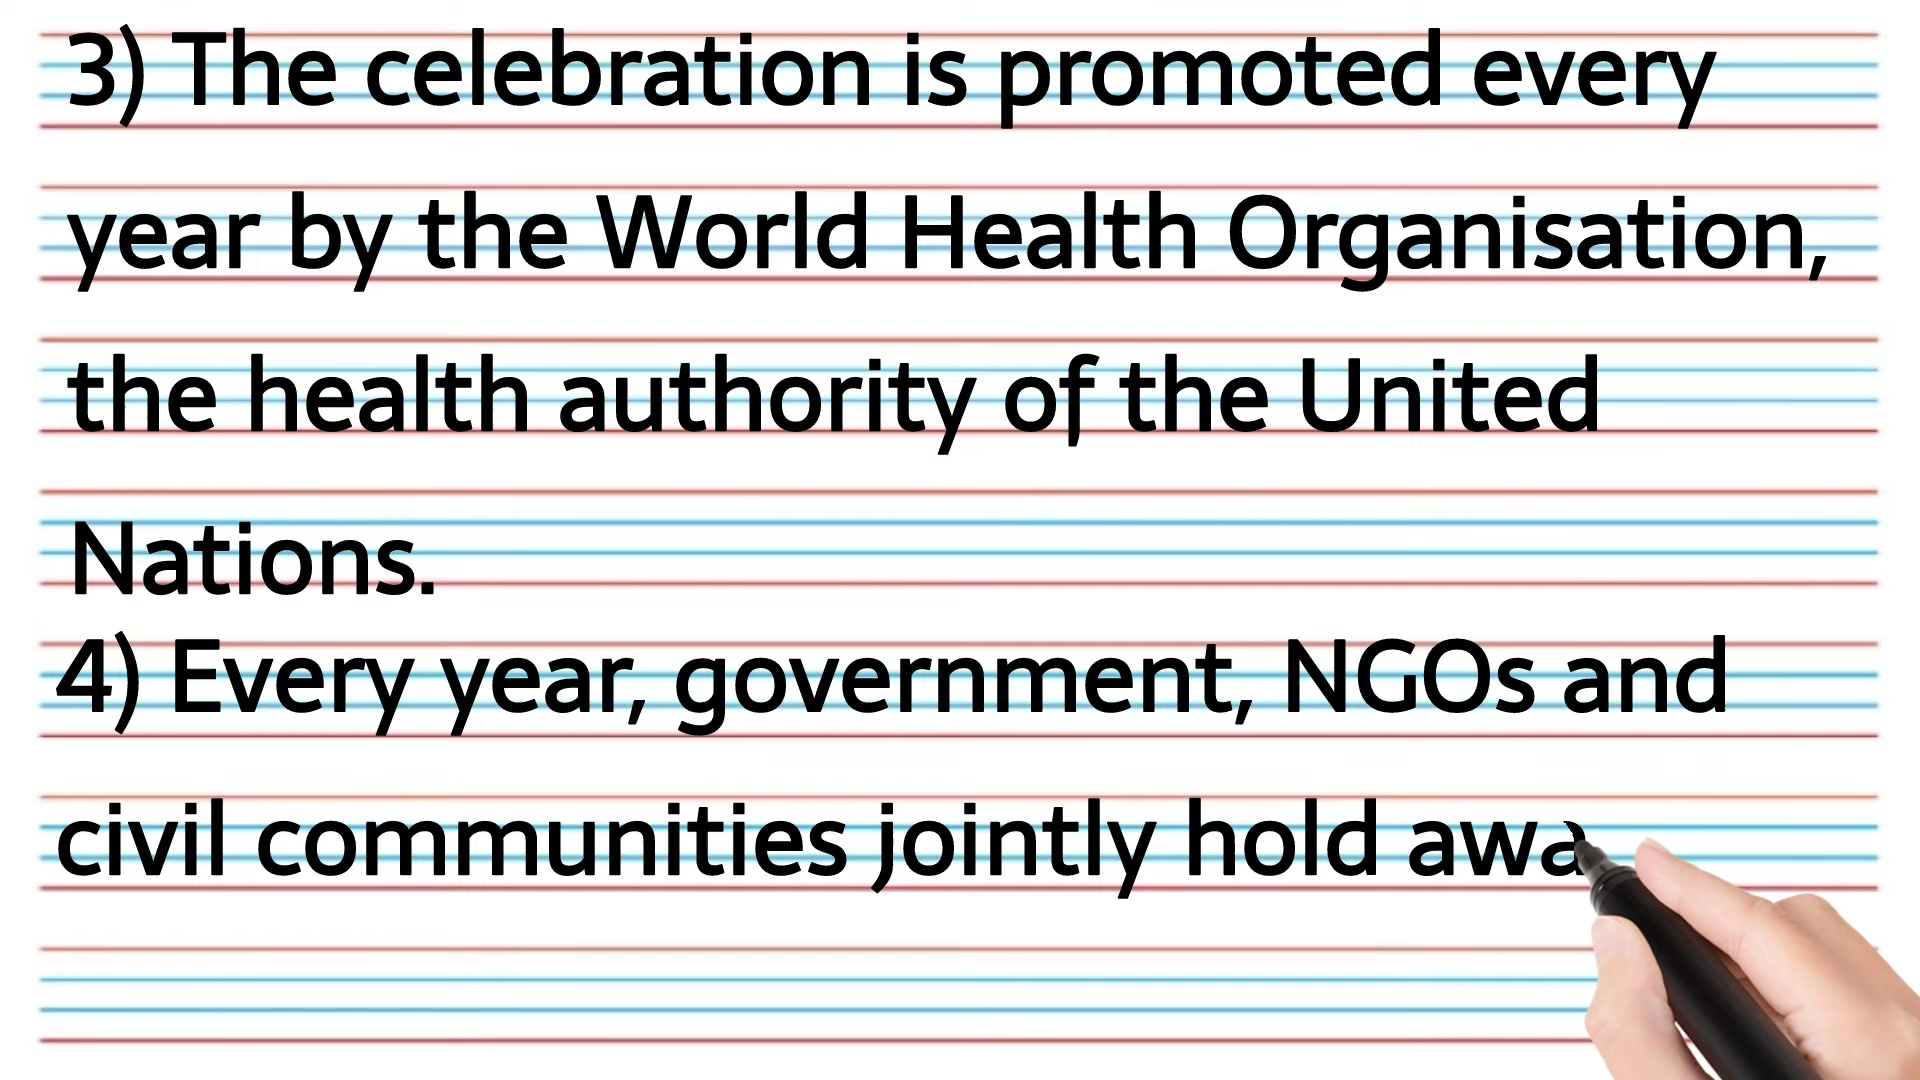 3) The celebration is promoted every
year by the World Health Organisation,
the health authority of the United
Nations.
4) Every year, government, NGOs and
civil communities jointly hold awa